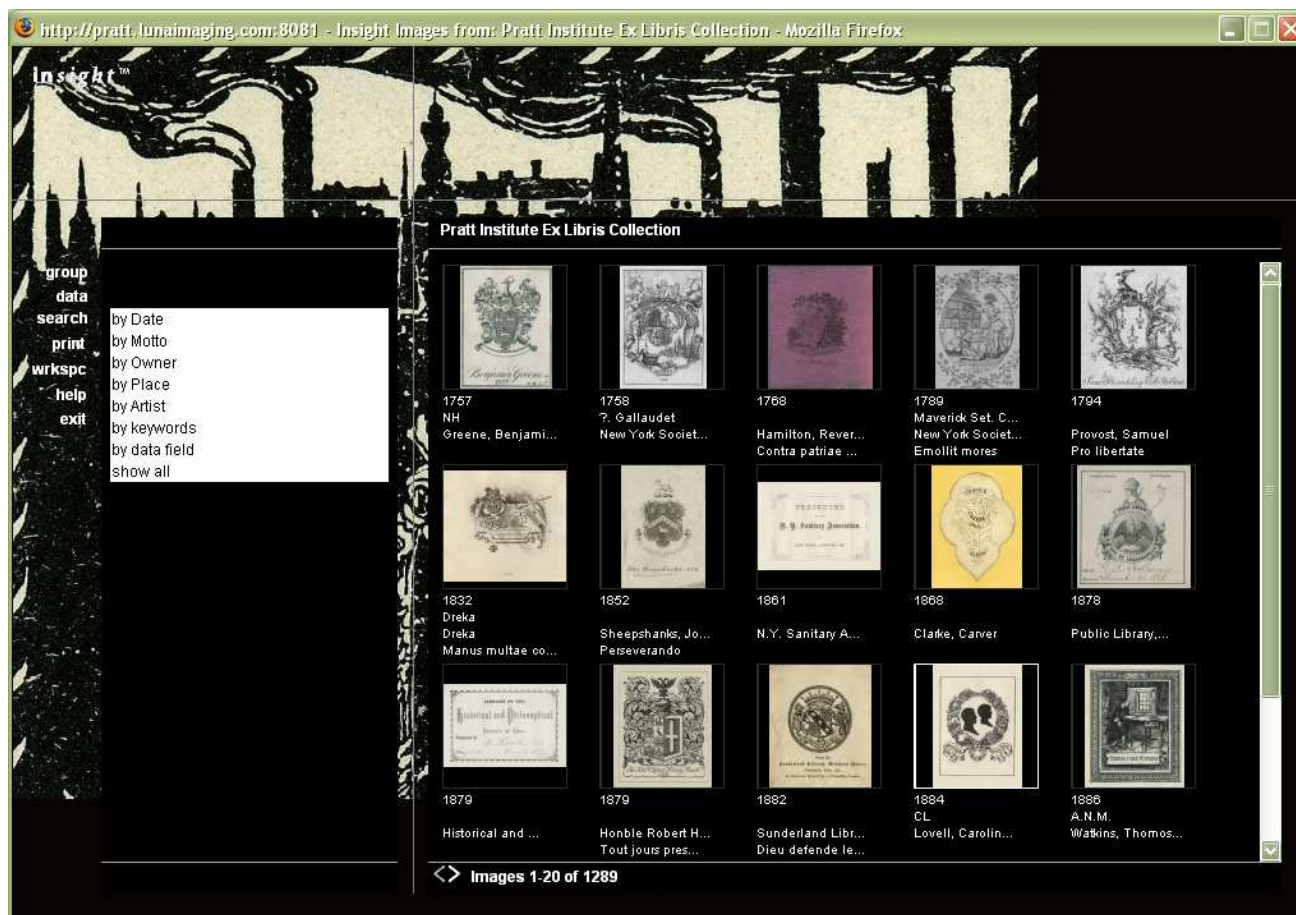 http://pratt.lunaimaging.com:8081 - Insight Images from: Pratt Institute Ex Libris Collection - Mozilla Firefox
insight™
group
data
search
print
wrkspc
help
exit
by Date
by Motto
by Owner
by Place
by Artist
by keywords
by data field
show all
Pratt Institute Ex Libris Collection
1757
NH
Greene, Benjami...
1758
?. Gallaudet
New York Societ...
1768
Hamilton, Rever...
Contra patriae ...
1789
Maverick Set. C...
New York Societ...
Emollit mores
1794
Provost, Samuel
Pro libertate
1832
Dreka
Dreka
Manus multae co...
1852
Sheepshanks, Jo...
Perseverando
1861
N.Y. Sanitary A...
1868
Clarke, Carver
1878
Public Library,...
1879
Historical and ...
1879
Honble Robert H...
Tout jours pres...
1882
Sunderland Libr...
Dieu defende le...
1884
CL
Lovell, Carolin...
1886
A.N.M.
Watkins, Thomos...
Images 1-20 of 1289